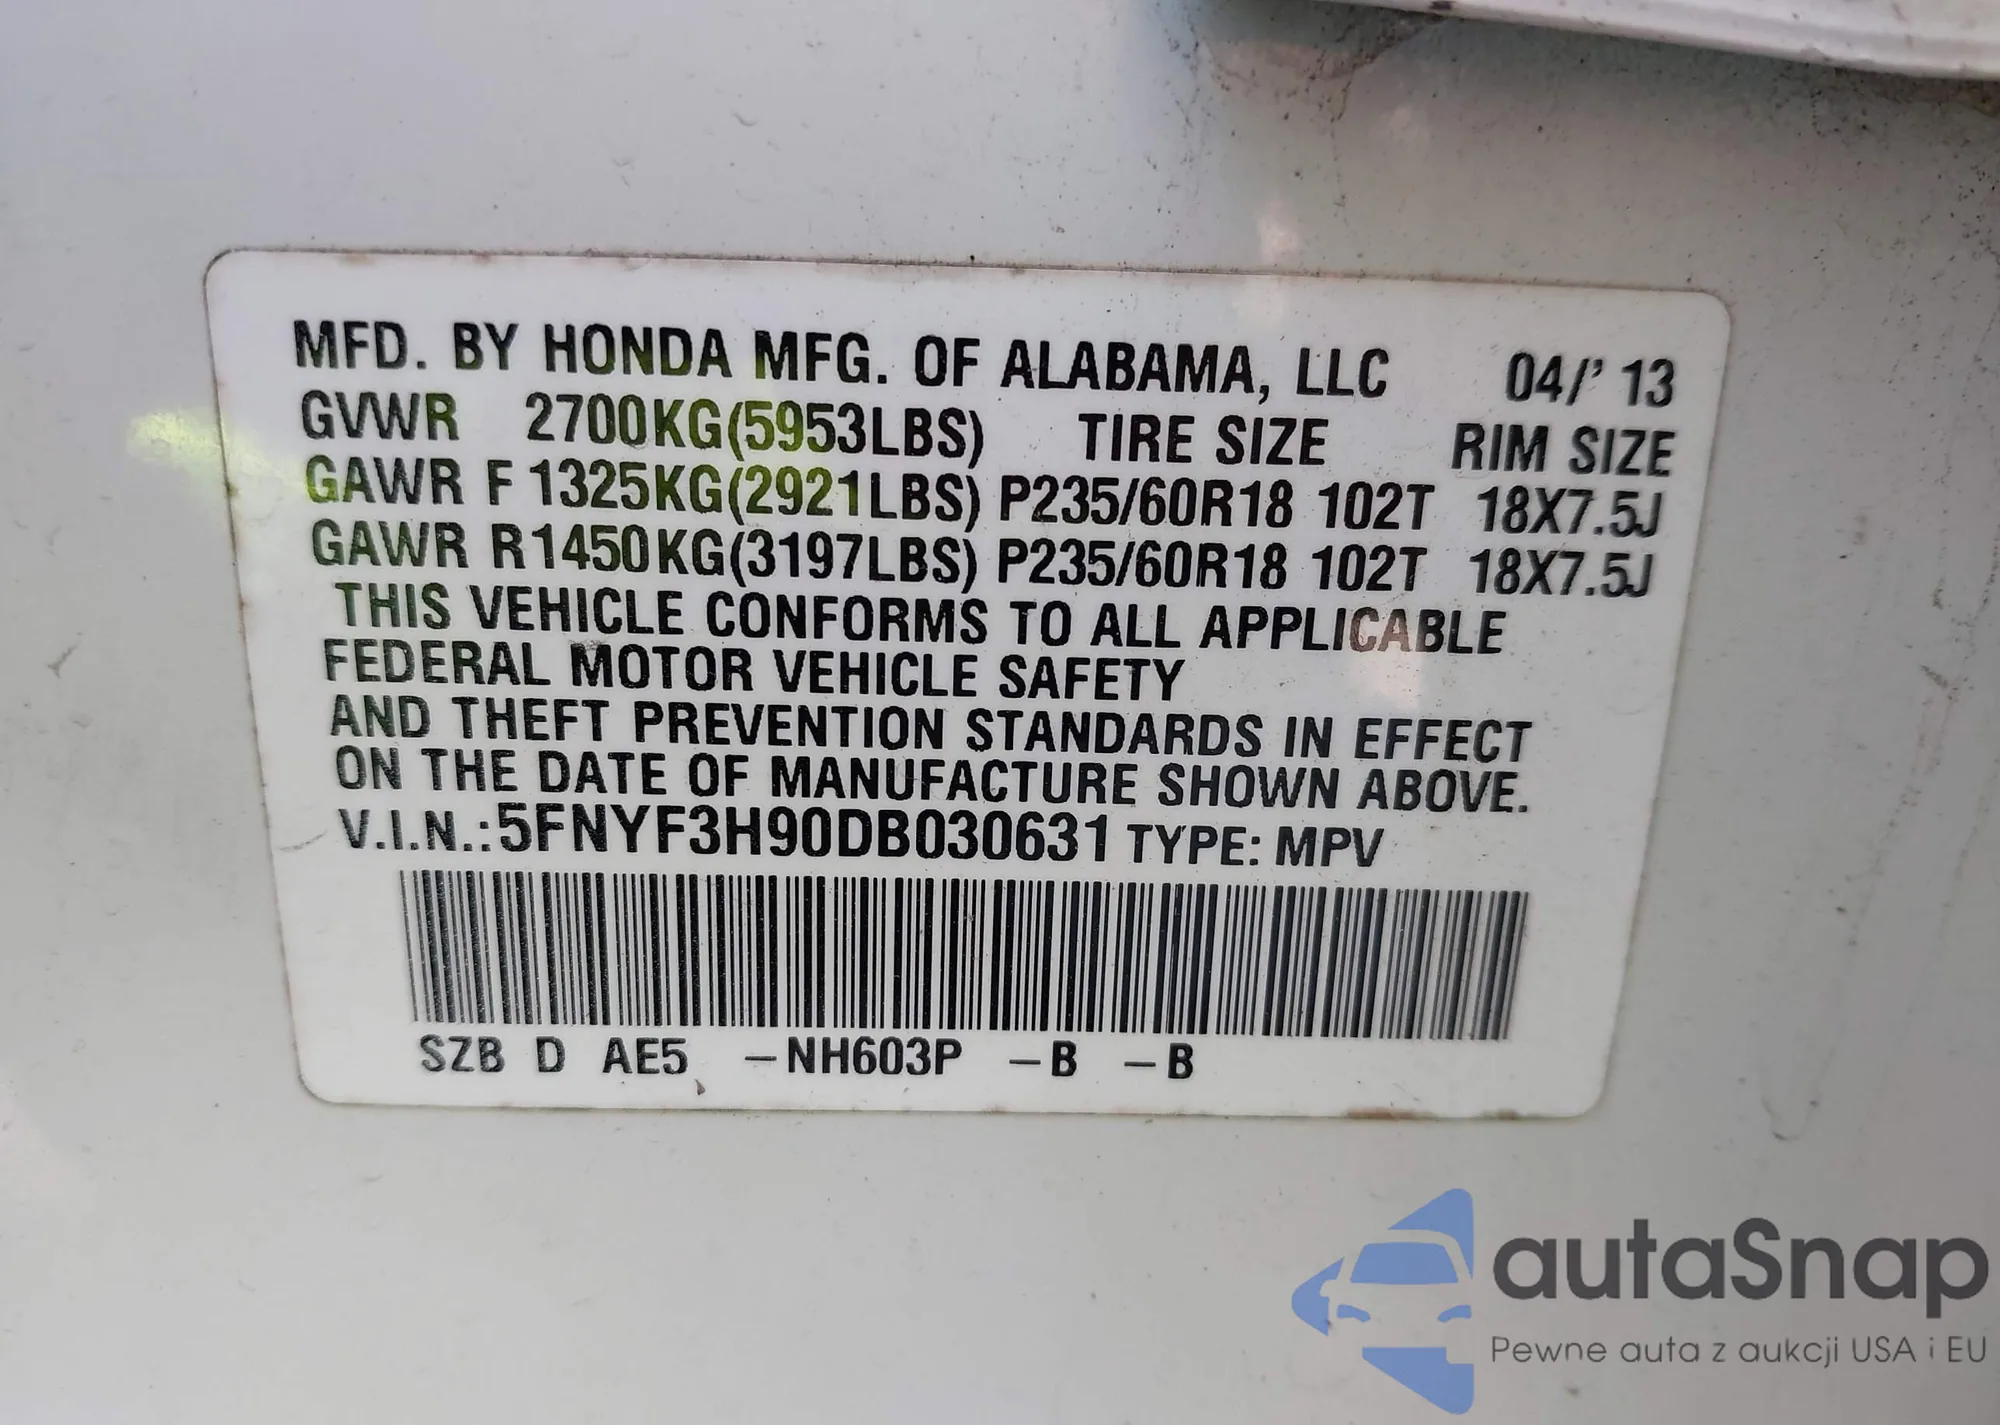 MFD. BY HONDA MFG. OF ALABAMA, LLC 04/' 13
GVWR 2700KG(5953LBS) TIRE SIZE RIM SIZE
GAWR F 1325KG(2921LBS) P235/60R18 102T 18X7.5J
GAWR R1450KG(3197LBS) P235/60R18 102T 18X7.5J
THIS VEHICLE CONFORMS TO ALL APPLICABLE
FEDERAL MOTOR VEHICLE SAFETY
AND THEFT PREVENTION STANDARDS IN EFFECT
ON THE DATE OF MANUFACTURE SHOWN ABOVE.
V.I.N.:5FNYF3H90DB030631 TYPE: MPV
SZB D AE5 -NH603P -B -B
autaSnap
Pewne auta z aukcji USA i EU